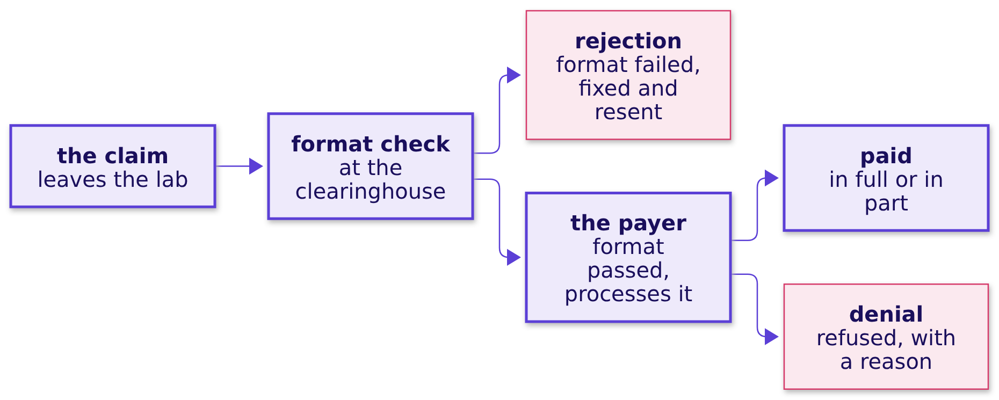 the claim
leaves the lab
format check
at the
clearinghouse
rejection
format failed,
fixed and
resent
the payer
format
passed,
processes it
paid
in full or in
part
denial
refused, with
a reason